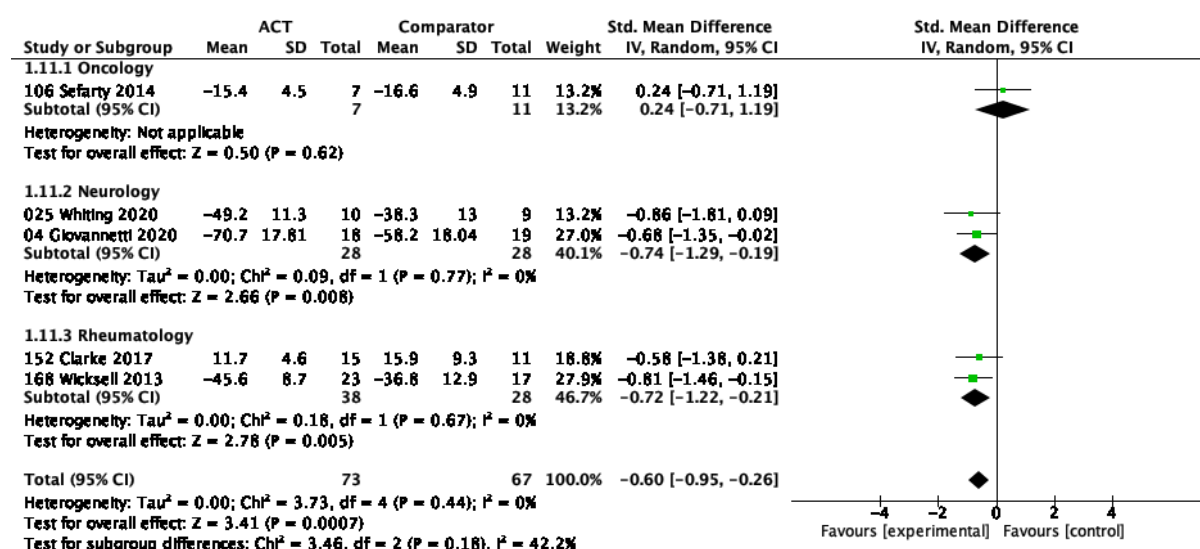 ACT Comparator Std. Mean Difference Std. Mean Difference
Study or Subgroup Mean SD Total Mean SD Total Weight IV, Random, 95% CI IV, Random, 95% CI
1.11.1 Oncology
106 Sefarty 2014 −15.4 4.5 7 −16.6 4.9 11 13.2% 0.24 [−0.71, 1.19]
Subtotal (95% CI) 7 11 13.2% 0.24 [−0.71, 1.19]
Heterogeneity: Not applicable
Test for overall effect: Z = 0.50 (P = 0.62)
1.11.2 Neurology
025 Whiting 2020 −49.2 11.3 10 −38.3 13 9 13.2% −0.86 [−1.81, 0.09]
04 Giovannetti 2020 −70.7 17.81 18 −58.2 18.04 19 27.0% −0.68 [−1.35, −0.02]
Subtotal (95% CI) 28 28 40.1% −0.74 [−1.29, −0.19]
Heterogeneity: Tau² = 0.00; Chi² = 0.09, df = 1 (P = 0.77); I² = 0%
Test for overall effect: Z = 2.66 (P = 0.008)
1.11.3 Rheumatology
152 Clarke 2017 11.7 4.6 15 15.9 9.3 11 18.8% −0.58 [−1.38, 0.21]
168 Wicksell 2013 −45.6 8.7 23 −36.8 12.9 17 27.9% −0.81 [−1.46, −0.15]
Subtotal (95% CI) 38 28 46.7% −0.72 [−1.22, −0.21]
Heterogeneity: Tau² = 0.00; Chi² = 0.18, df = 1 (P = 0.67); I² = 0%
Test for overall effect: Z = 2.78 (P = 0.005)
Total (95% CI) 73 67 100.0% −0.60 [−0.95, −0.26]
Heterogeneity: Tau² = 0.00; Chi² = 3.73, df = 4 (P = 0.44); I² = 0%
Test for overall effect: Z = 3.41 (P = 0.0007)
Test for subgroup differences: Chi² = 3.46, df = 2 (P = 0.18), I² = 42.2%
−4 −2 0 2 4
Favours [experimental] Favours [control]